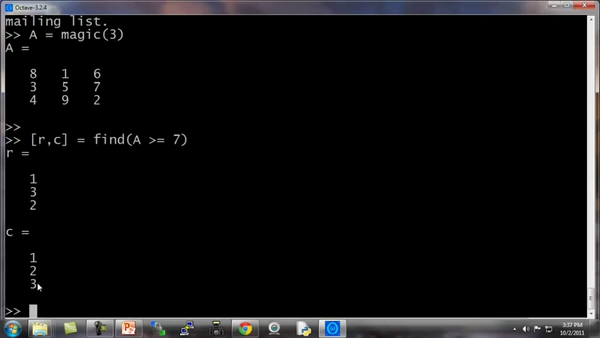 Octave-3.2.4
mailing list.
>> A = magic(3)
A =
8 1 6
3 5 7
4 9 2
>>
>> [r,c] = find(A >= 7)
r =
1
3
2
c =
1
2
3
>>
3:37 PM
10/2/2011